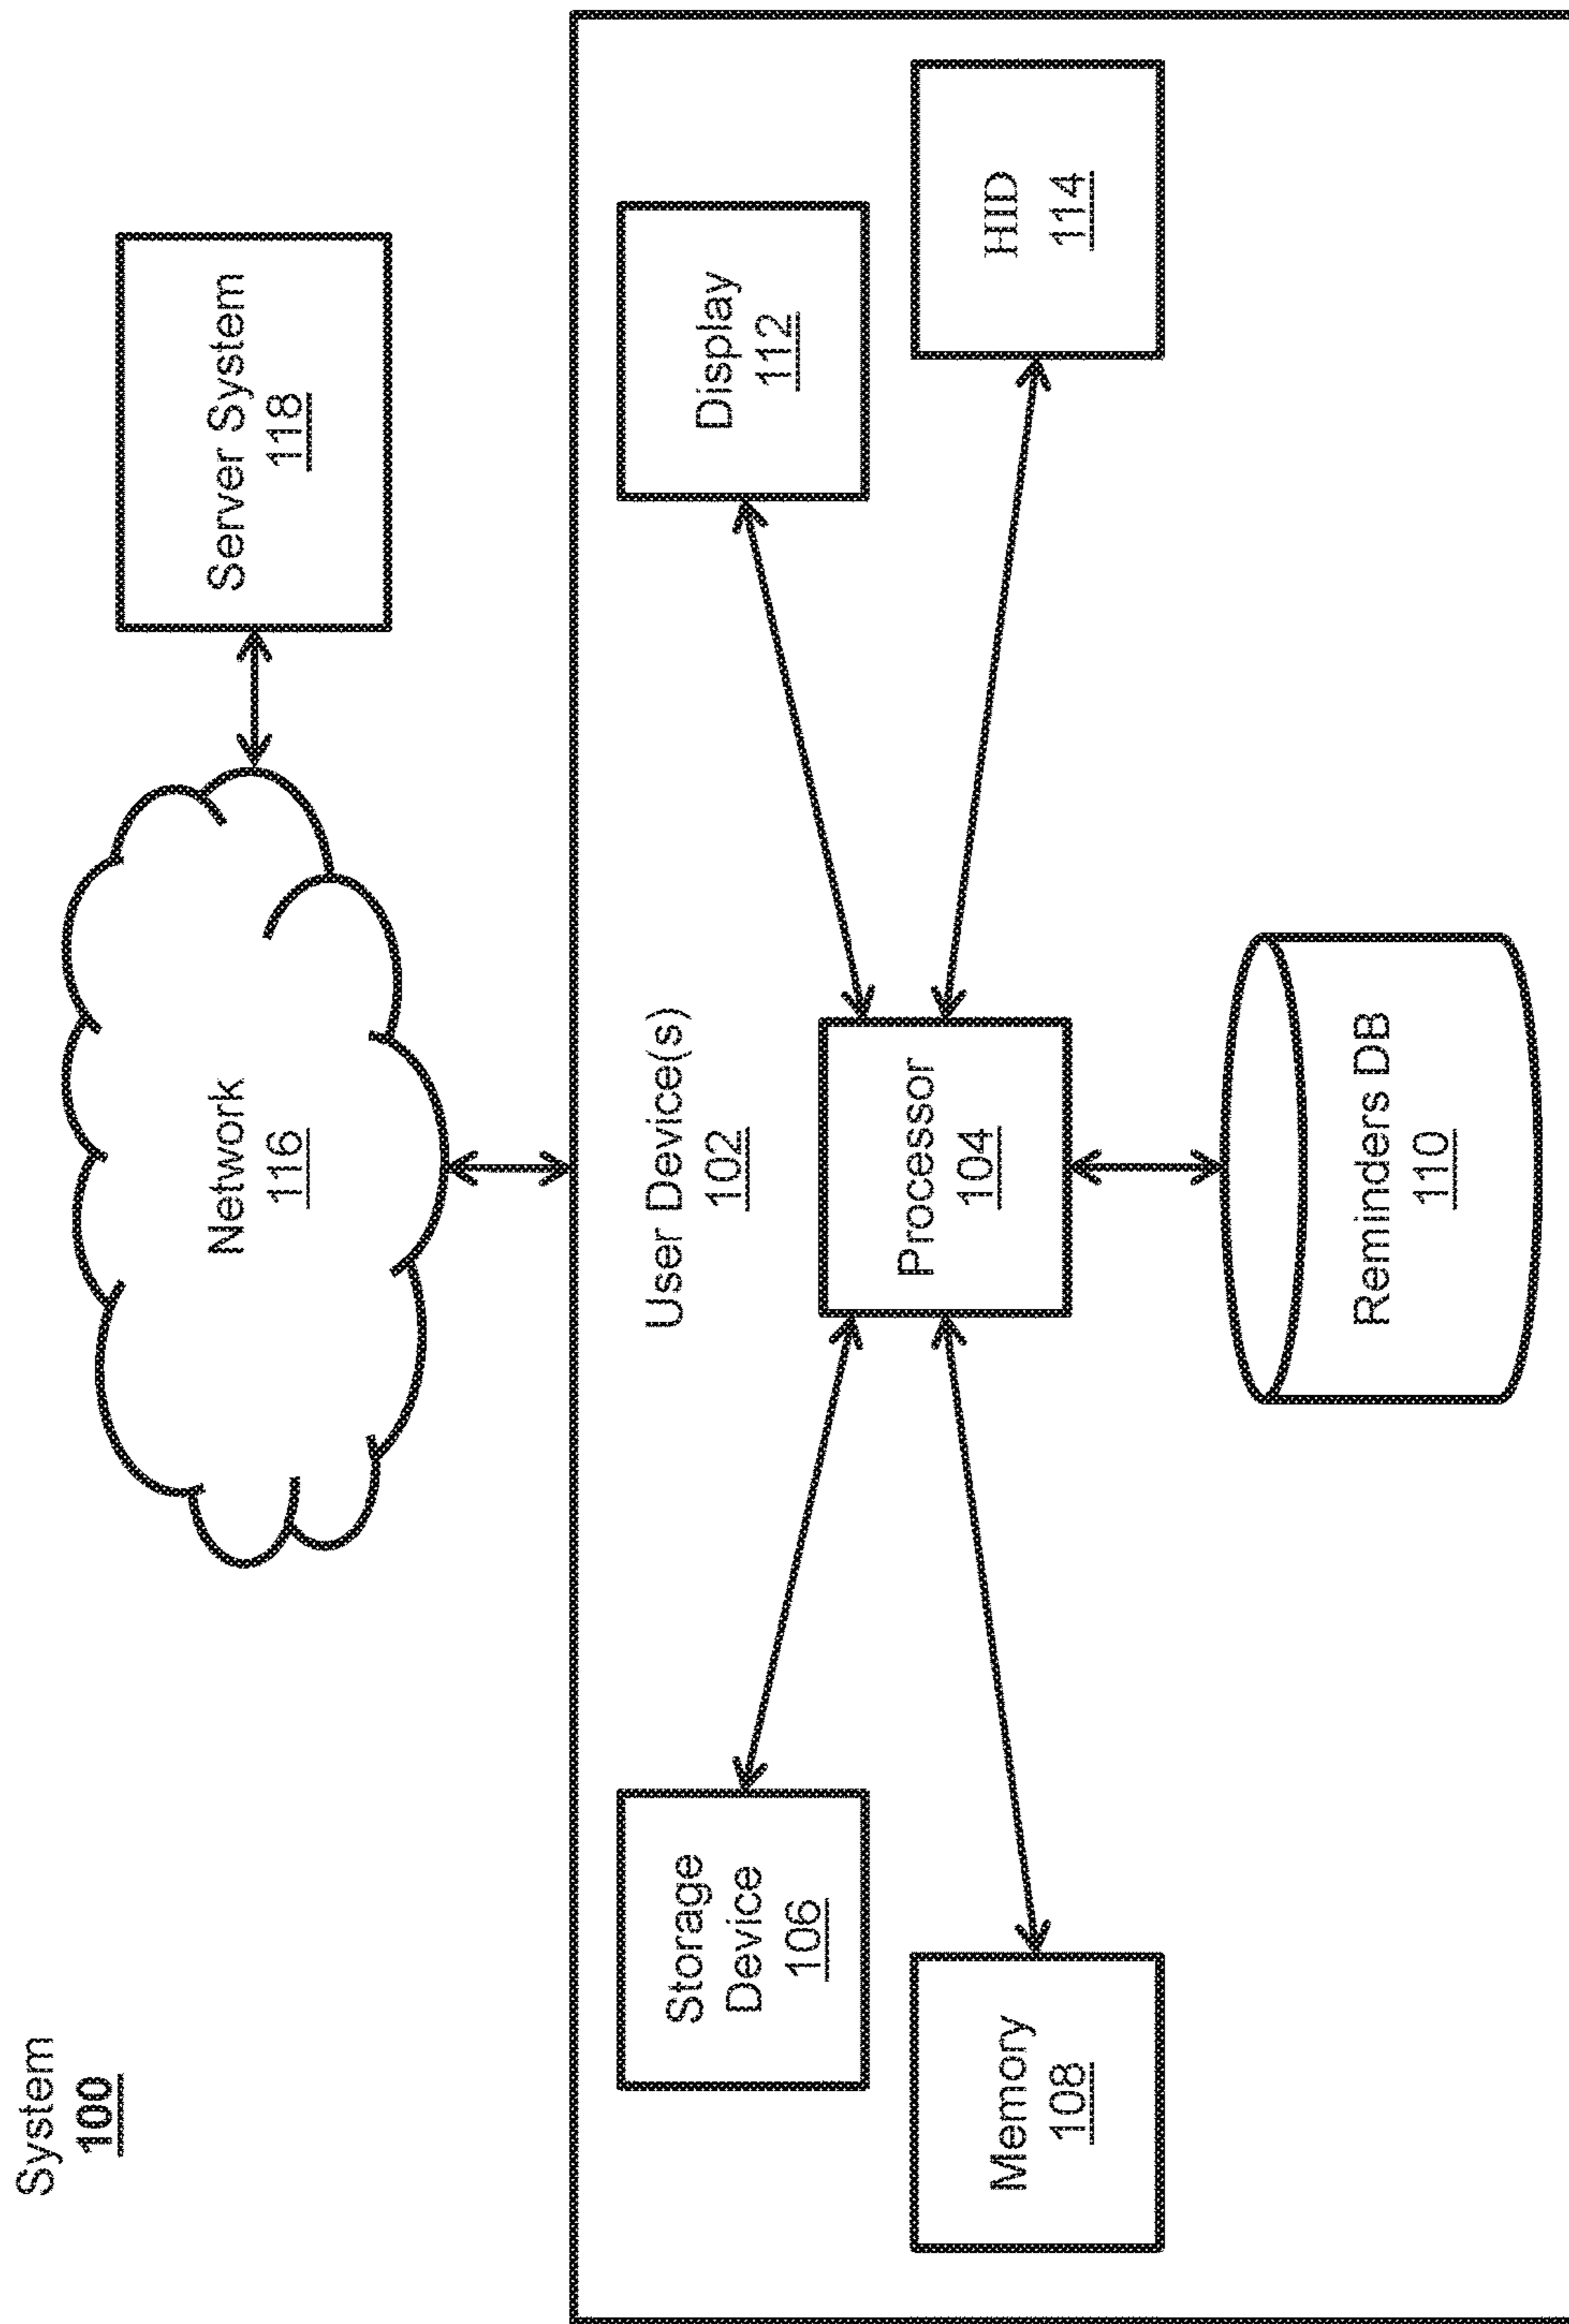 System
100
Network
116
Server System
118
User Device(s)
102
Storage
Device
106
Display
112
Processor
104
Memory
108
HID
114
Reminders DB
110